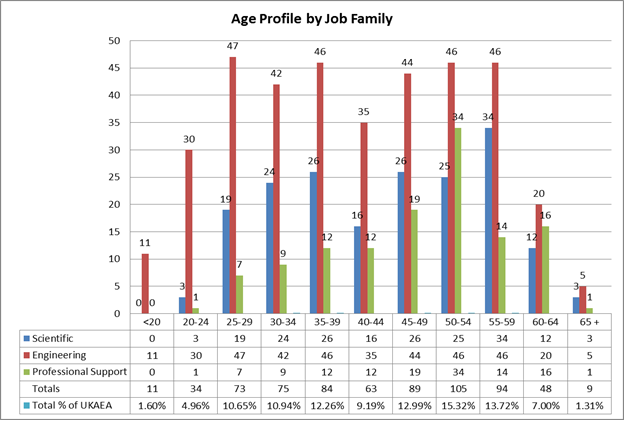 Age Profile by Job Family
50
45
40
35
30
25
20
15
10
5
0
0 11 0
3 30 1
19 47 7
24 42 9
26 46 12
16 35 12
26 44 19
25 46 34
34 46 14
12 20 16
3 5 1
<20 20-24 25-29 30-34 35-39 40-44 45-49 50-54 55-59 60-64 65 +
Scientific 0 3 19 24 26 16 26 25 34 12 3
Engineering 11 30 47 42 46 35 44 46 46 20 5
Professional Support 0 1 7 9 12 12 19 34 14 16 1
Totals 11 34 73 75 84 63 89 105 94 48 9
Total % of UKAEA 1.60% 4.96% 10.65% 10.94% 12.26% 9.19% 12.99% 15.32% 13.72% 7.00% 1.31%